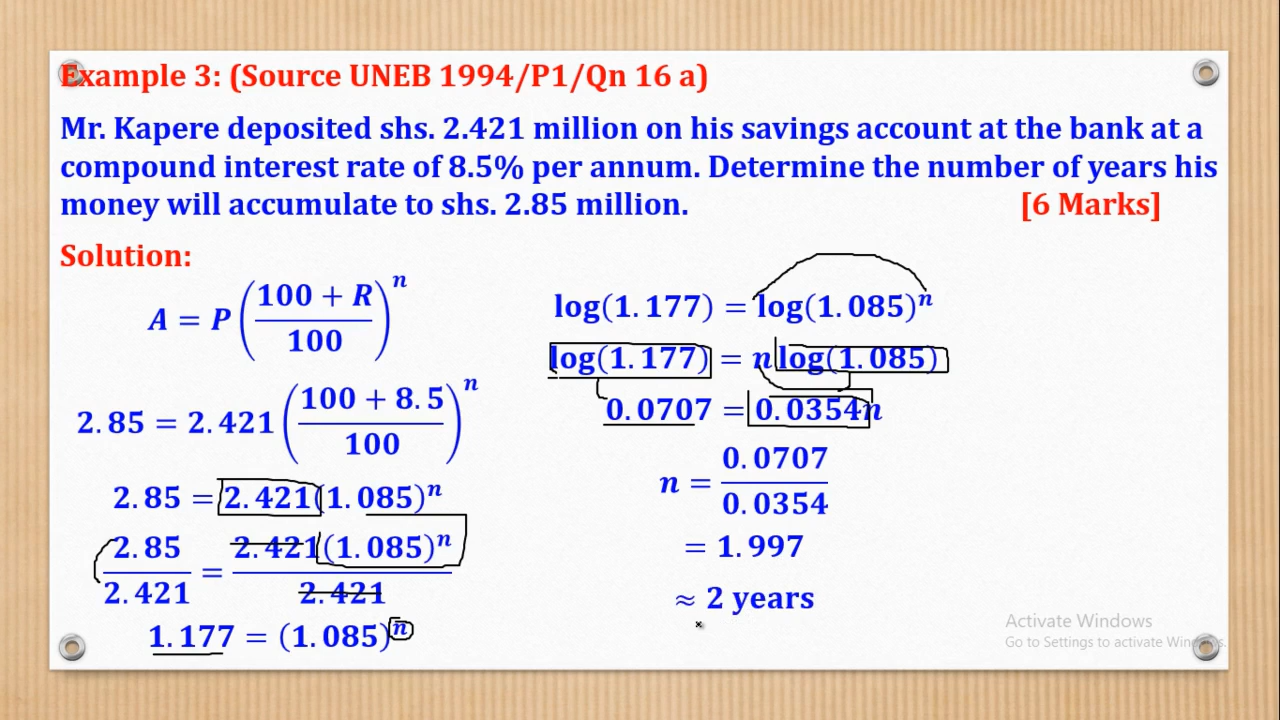 Example 3: (Source UNEB 1994/P1/Qn 16 a)
Mr. Kapere deposited shs. 2.421 million on his savings account at the bank at a
compound interest rate of 8.5% per annum. Determine the number of years his
money will accumulate to shs. 2.85 million. [6 Marks]
Solution:
A = P ( (100 + R) / 100 )^n
2.85 = 2.421 ( (100 + 8.5) / 100 )^n
2.85 = 2.421(1.085)^n
2.85 / 2.421 = 2.421(1.085)^n / 2.421
1.177 = (1.085)^n
log(1.177) = log(1.085)^n
log(1.177) = n log(1.085)
0.0707 = 0.0354n
n = 0.0707 / 0.0354
= 1.997
≈ 2 years
Activate Windows
Go to Settings to activate Windows.